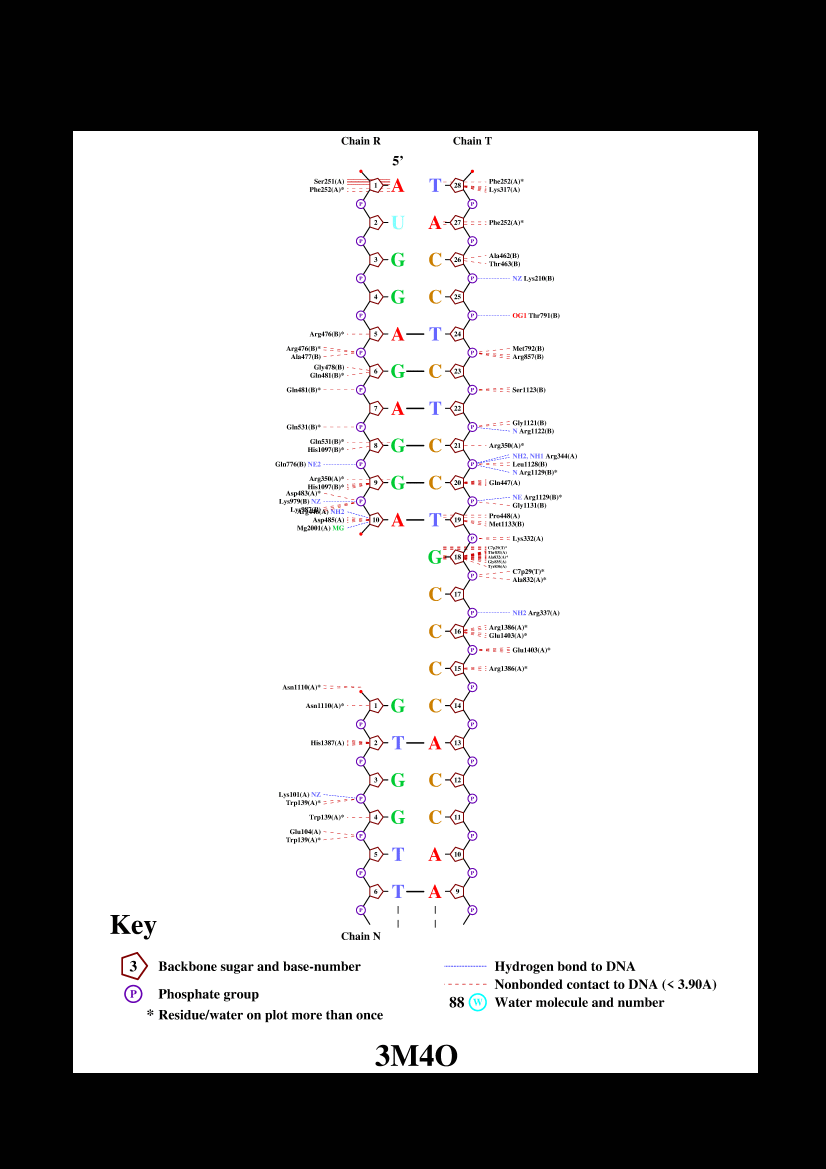 Chain R Chain T
5'
Ser251(A) 1 A T 28 Phe252(A)*
Phe252(A)* Lys317(A)
P P
2 U A 27 Phe252(A)*
P P
3 G C 26 Ala462(B)
Thr463(B)
P P NZ Lys210(B)
4 G C 25
P P OG1 Thr791(B)
Arg476(B)* 5 A T 24
Arg476(B)* P P Met792(B)
Ala477(B) Arg857(B)
Gly478(B) 6 G C 23
Gln481(B)*
Gln481(B)* P P Ser1123(B)
7 A T 22
Gln531(B)* P P Gly1121(B)
N Arg1122(B)
Gln531(B)* 8 G C 21 Arg350(A)*
His1097(B)*
Gln776(B) NE2 P P NH2, NH1 Arg344(A)
Leu1128(B)
N Arg1129(B)*
Arg350(A)* 9 G C 20 Gln447(A)
His1097(B)*
Asp483(A)*
Lys979(B) NZ P P NE Arg1129(B)*
Lys987(B) Gly1131(B)
Arg446(A) NH2
Asp485(A) 10 A T 19 Pro448(A)
Mg2001(A) MG Met1133(B)
P Lys332(A)
G 18 C7p29(T)*
P C7p29(T)*
Ala832(A)*
C 17
P NH2 Arg337(A)
C 16 Arg1386(A)*
Glu1403(A)*
P Glu1403(A)*
C 15 Arg1386(A)*
Asn1110(A)* P
Asn1110(A)* 1 G C 14
P P
His1387(A) 2 T A 13
P P
3 G C 12
Lys101(A) NZ P P
Trp139(A)*
Trp139(A)* 4 G C 11
Glu104(A) P P
Trp139(A)*
5 T A 10
P P
6 T A 9
P P
Chain N
Key
3 Backbone sugar and base-number
P Phosphate group
* Residue/water on plot more than once
Hydrogen bond to DNA
Nonbonded contact to DNA (< 3.90A)
88 W Water molecule and number
3M4O